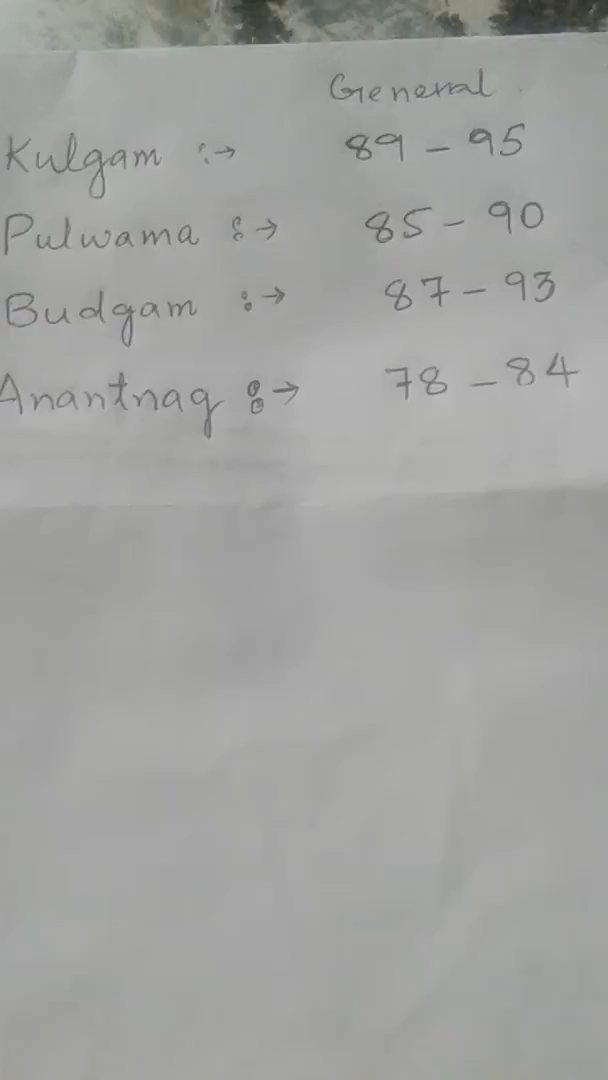 General.
Kulgam :→ 89 - 95
Pulwama :→ 85 - 90
Budgam :→ 87 - 93
Anantnag :→ 78 - 84